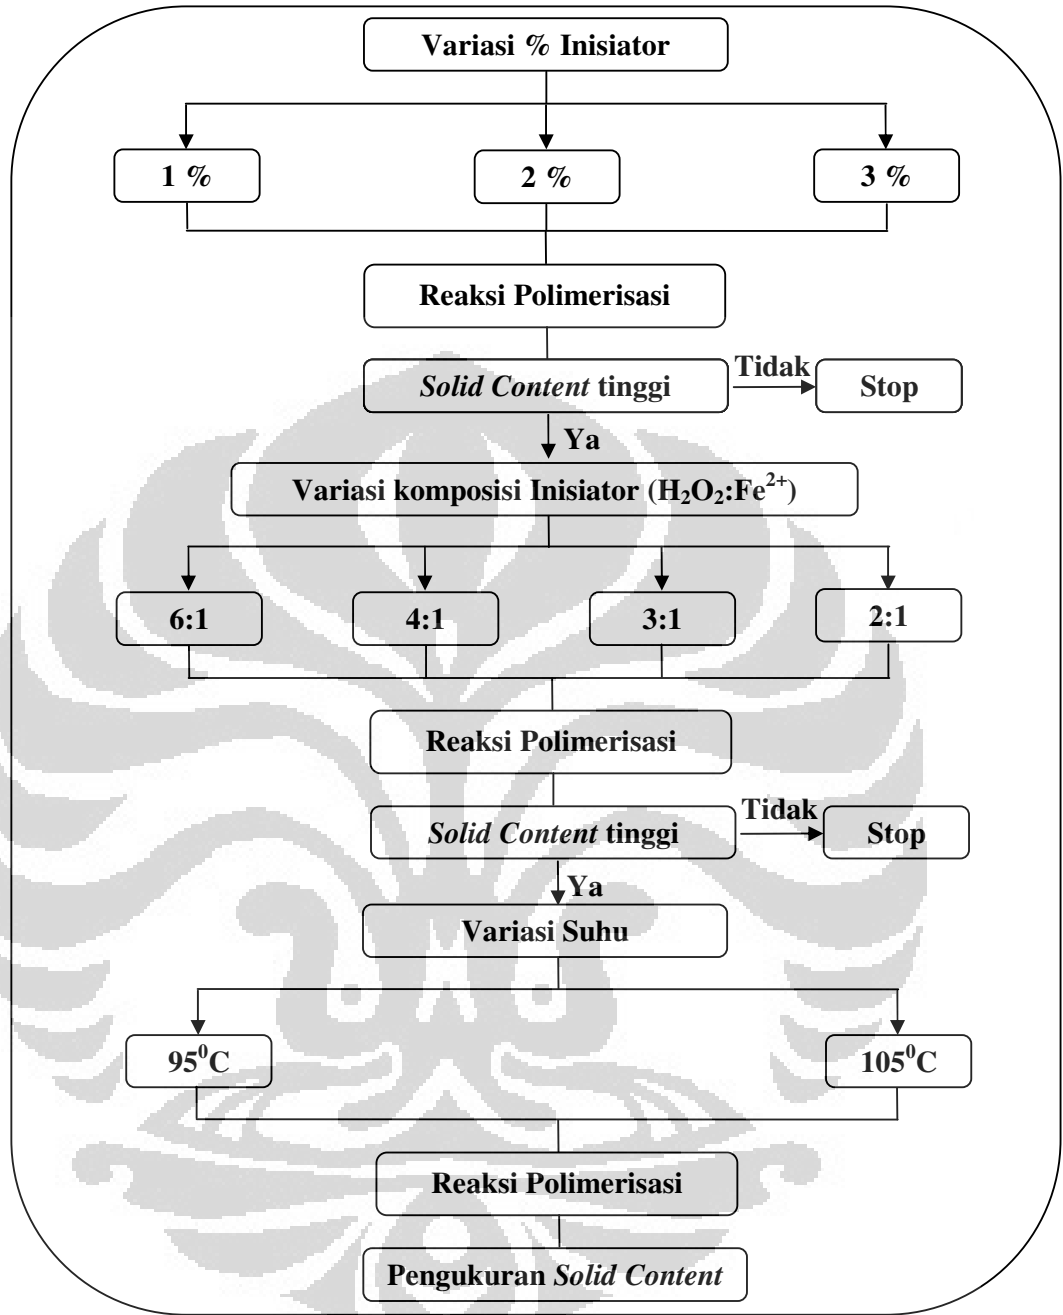 Variasi % Inisiator
1 %
2 %
3 %
Reaksi Polimerisasi
Solid Content tinggi
Tidak
Stop
Ya
Variasi komposisi Inisiator (H₂O₂:Fe²⁺)
6:1
4:1
3:1
2:1
Reaksi Polimerisasi
Solid Content tinggi
Tidak
Stop
Ya
Variasi Suhu
95⁰C
105⁰C
Reaksi Polimerisasi
Pengukuran Solid Content